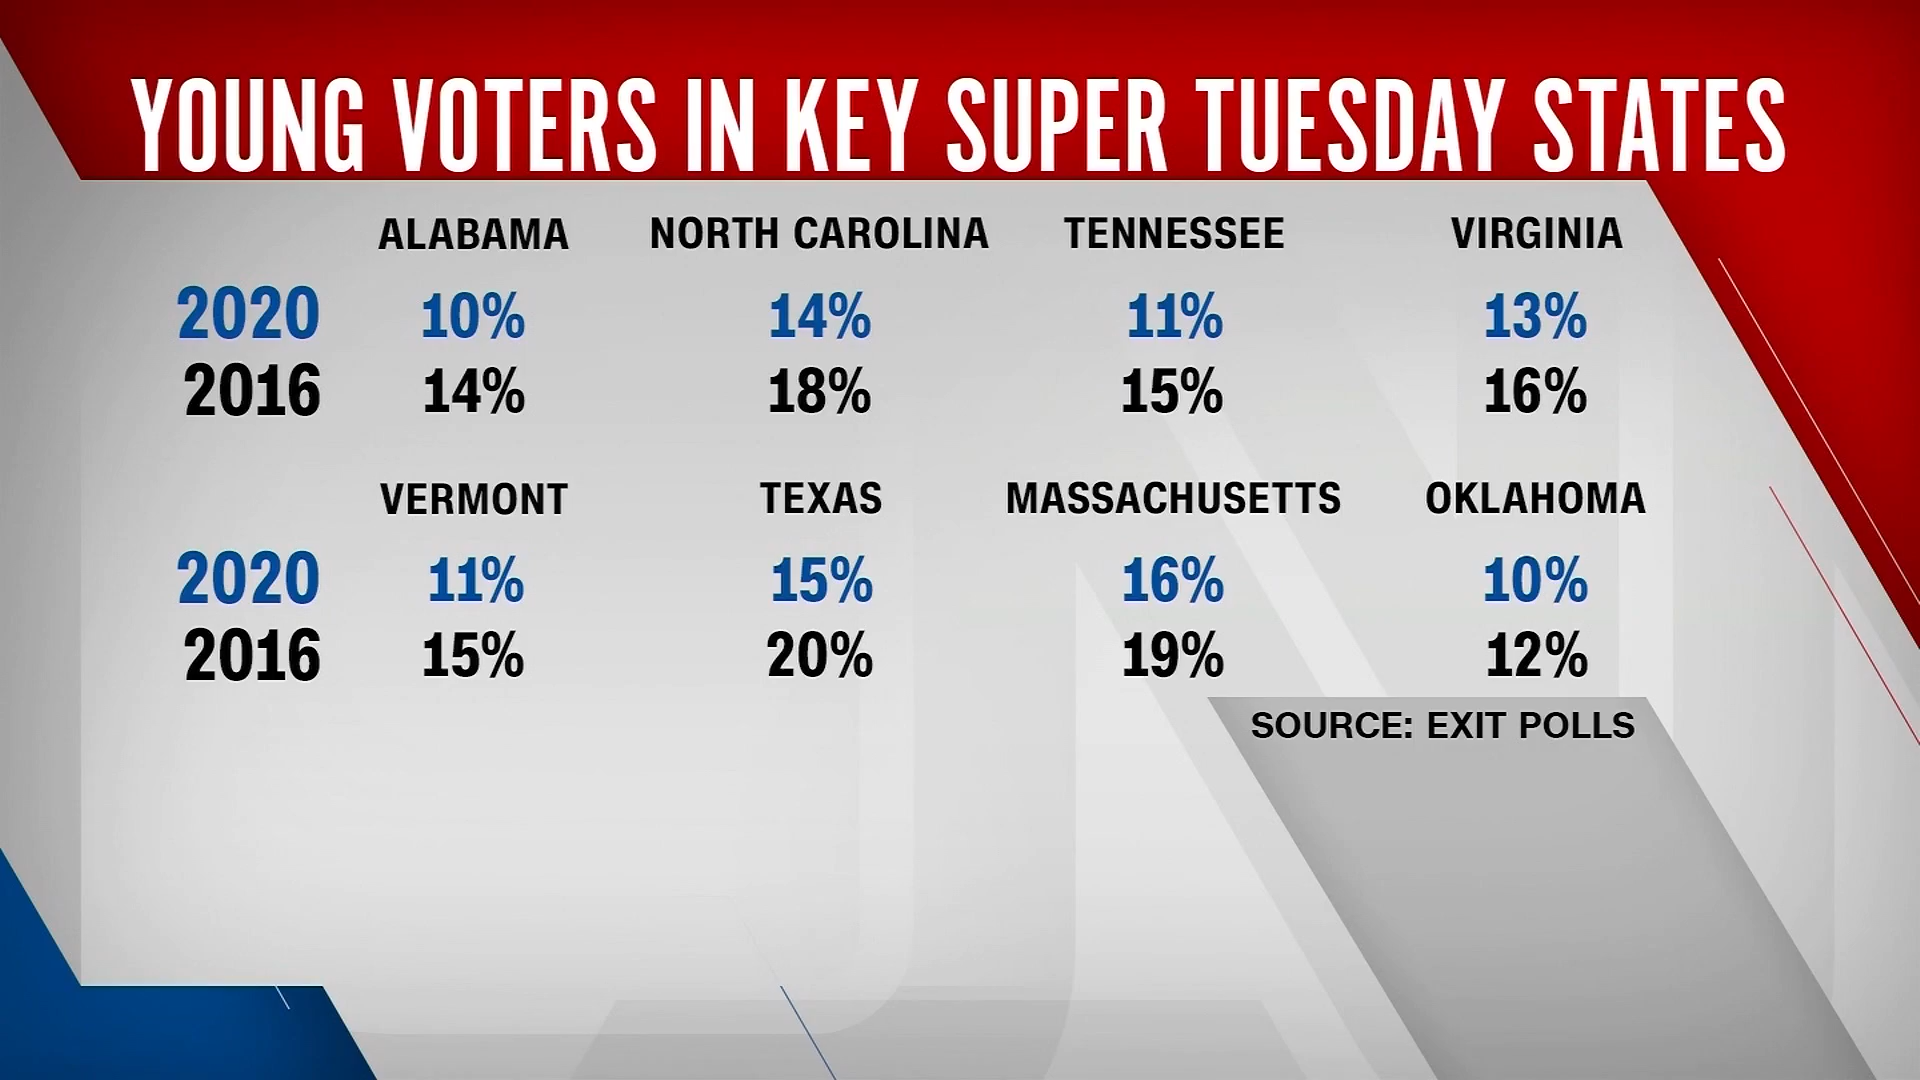 YOUNG VOTERS IN KEY SUPER TUESDAY STATES
ALABAMA NORTH CAROLINA TENNESSEE VIRGINIA
2020 10% 14% 11% 13%
2016 14% 18% 15% 16%
VERMONT TEXAS MASSACHUSETTS OKLAHOMA
2020 11% 15% 16% 10%
2016 15% 20% 19% 12%
SOURCE: EXIT POLLS